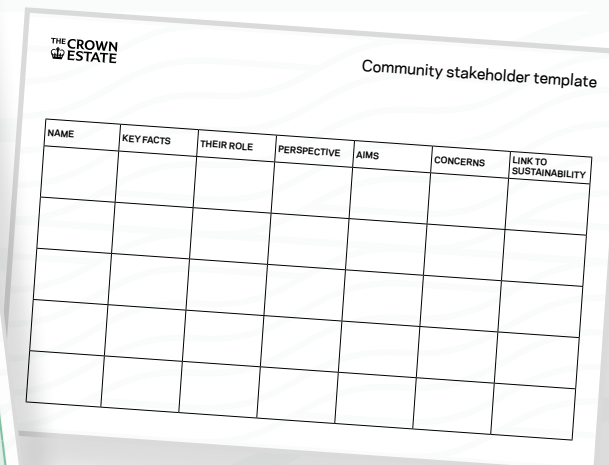 THE CROWN
ESTATE
Community stakeholder template
NAME
KEY FACTS
THEIR ROLE
PERSPECTIVE
AIMS
CONCERNS
LINK TO
SUSTAINABILITY